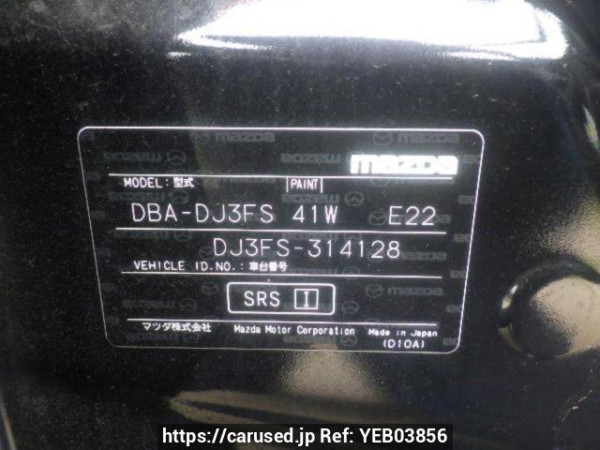 mazda
MODEL: 型式 PAINT
DBA-DJ3FS 41W E22
DJ3FS-314128
VEHICLE ID.NO.: 車台番号
SRS I
マツダ株式会社 Mazda Motor Corporation Made in Japan
(D10A)
https://carused.jp Ref: YEB03856